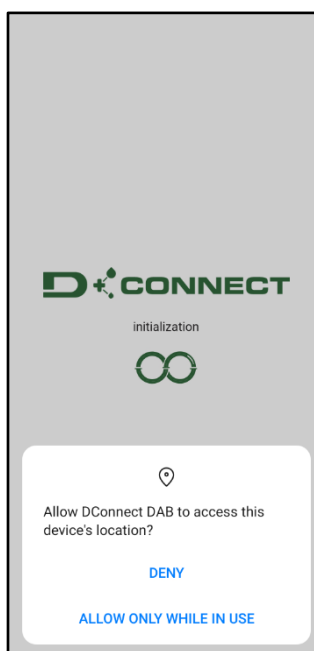 D+CONNECT
initialization
Allow DConnect DAB to access this
device's location?
DENY
ALLOW ONLY WHILE IN USE